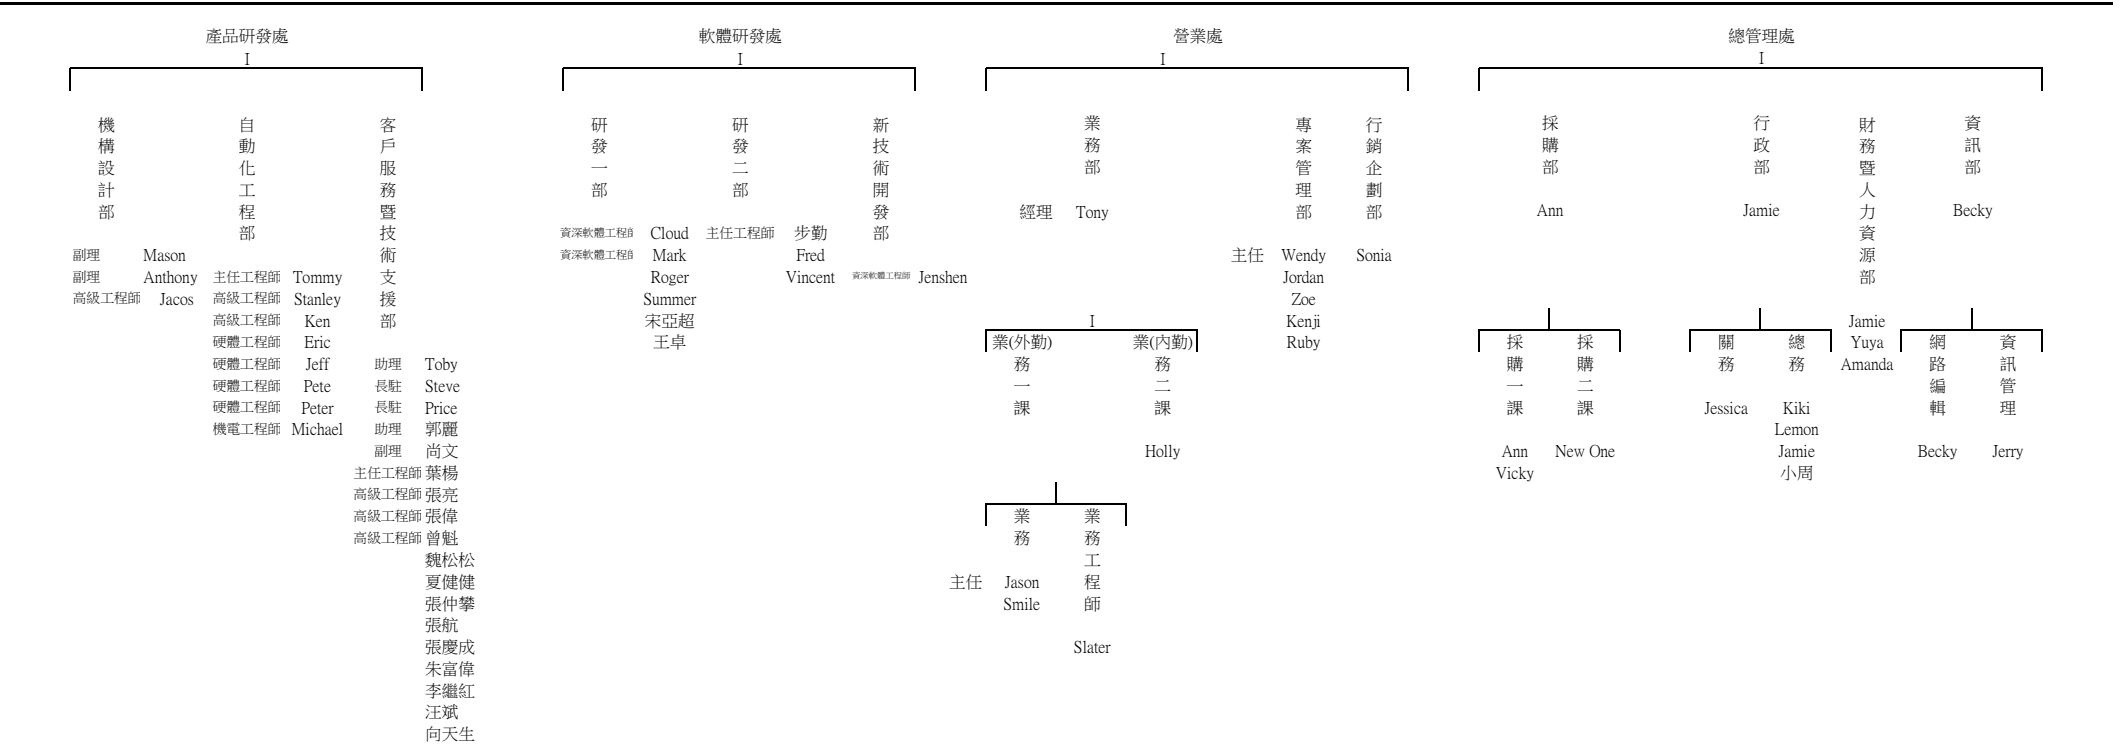 產品研發處
I
機構設計部
副理 Mason
副理 Anthony
高級工程師 Jacos
自動化工程部
主任工程師 Tommy
高級工程師 Stanley
高級工程師 Ken
硬體工程師 Eric
硬體工程師 Jeff
硬體工程師 Pete
硬體工程師 Peter
機電工程師 Michael
客戶服務暨技術支援部
助理 Toby
長駐 Steve
長駐 Price
助理 郭麗
副理 尚文
主任工程師 葉楊
高級工程師 張亮
高級工程師 張偉
高級工程師 曾魁
魏松松
夏健健
張仲攀
張航
張慶成
朱富偉
李繼紅
汪斌
向天生
軟體研發處
I
研發一部
資深軟體工程師 Cloud
資深軟體工程師 Mark
Roger
Summer
宋亞超
王卓
研發二部
主任工程師 步勤
Fred
Vincent
新技術開發部
資深軟體工程師 Jenshen
營業處
I
業務部
經理 Tony
I
業(外勤)務一課
業務
主任 Jason
Smile
業務工程師
Slater
業(內勤)務二課
Holly
專案管理部
主任 Wendy
Jordan
Zoe
Kenji
Ruby
行銷企劃部
Sonia
總管理處
I
採購部
Ann
採購一課
Ann
Vicky
採購二課
New One
行政部
Jamie
關務
Jessica
總務
Kiki
Lemon
Jamie
小周
財務暨人力資源部
Jamie
Yuya
Amanda
資訊部
Becky
網路編輯
Becky
資訊管理
Jerry